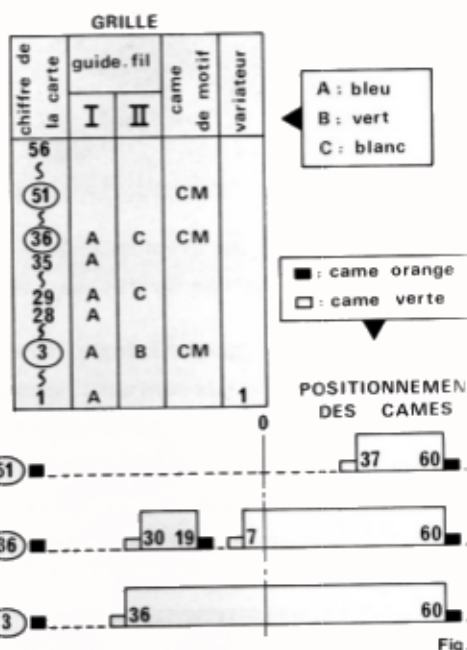 GRILLE
chiffre de la carte
guide.fil
came de motif
variateur
I II
56
51 CM
36 A C CM
35 A
29 A C
28 A
3 A B CM
1 A 1
A : bleu
B : vert
C : blanc
: came orange
: came verte
POSITIONNEMEN
DES CAMES
0
51 37 60
36 30 19 7 60
3 36 60
Fig.